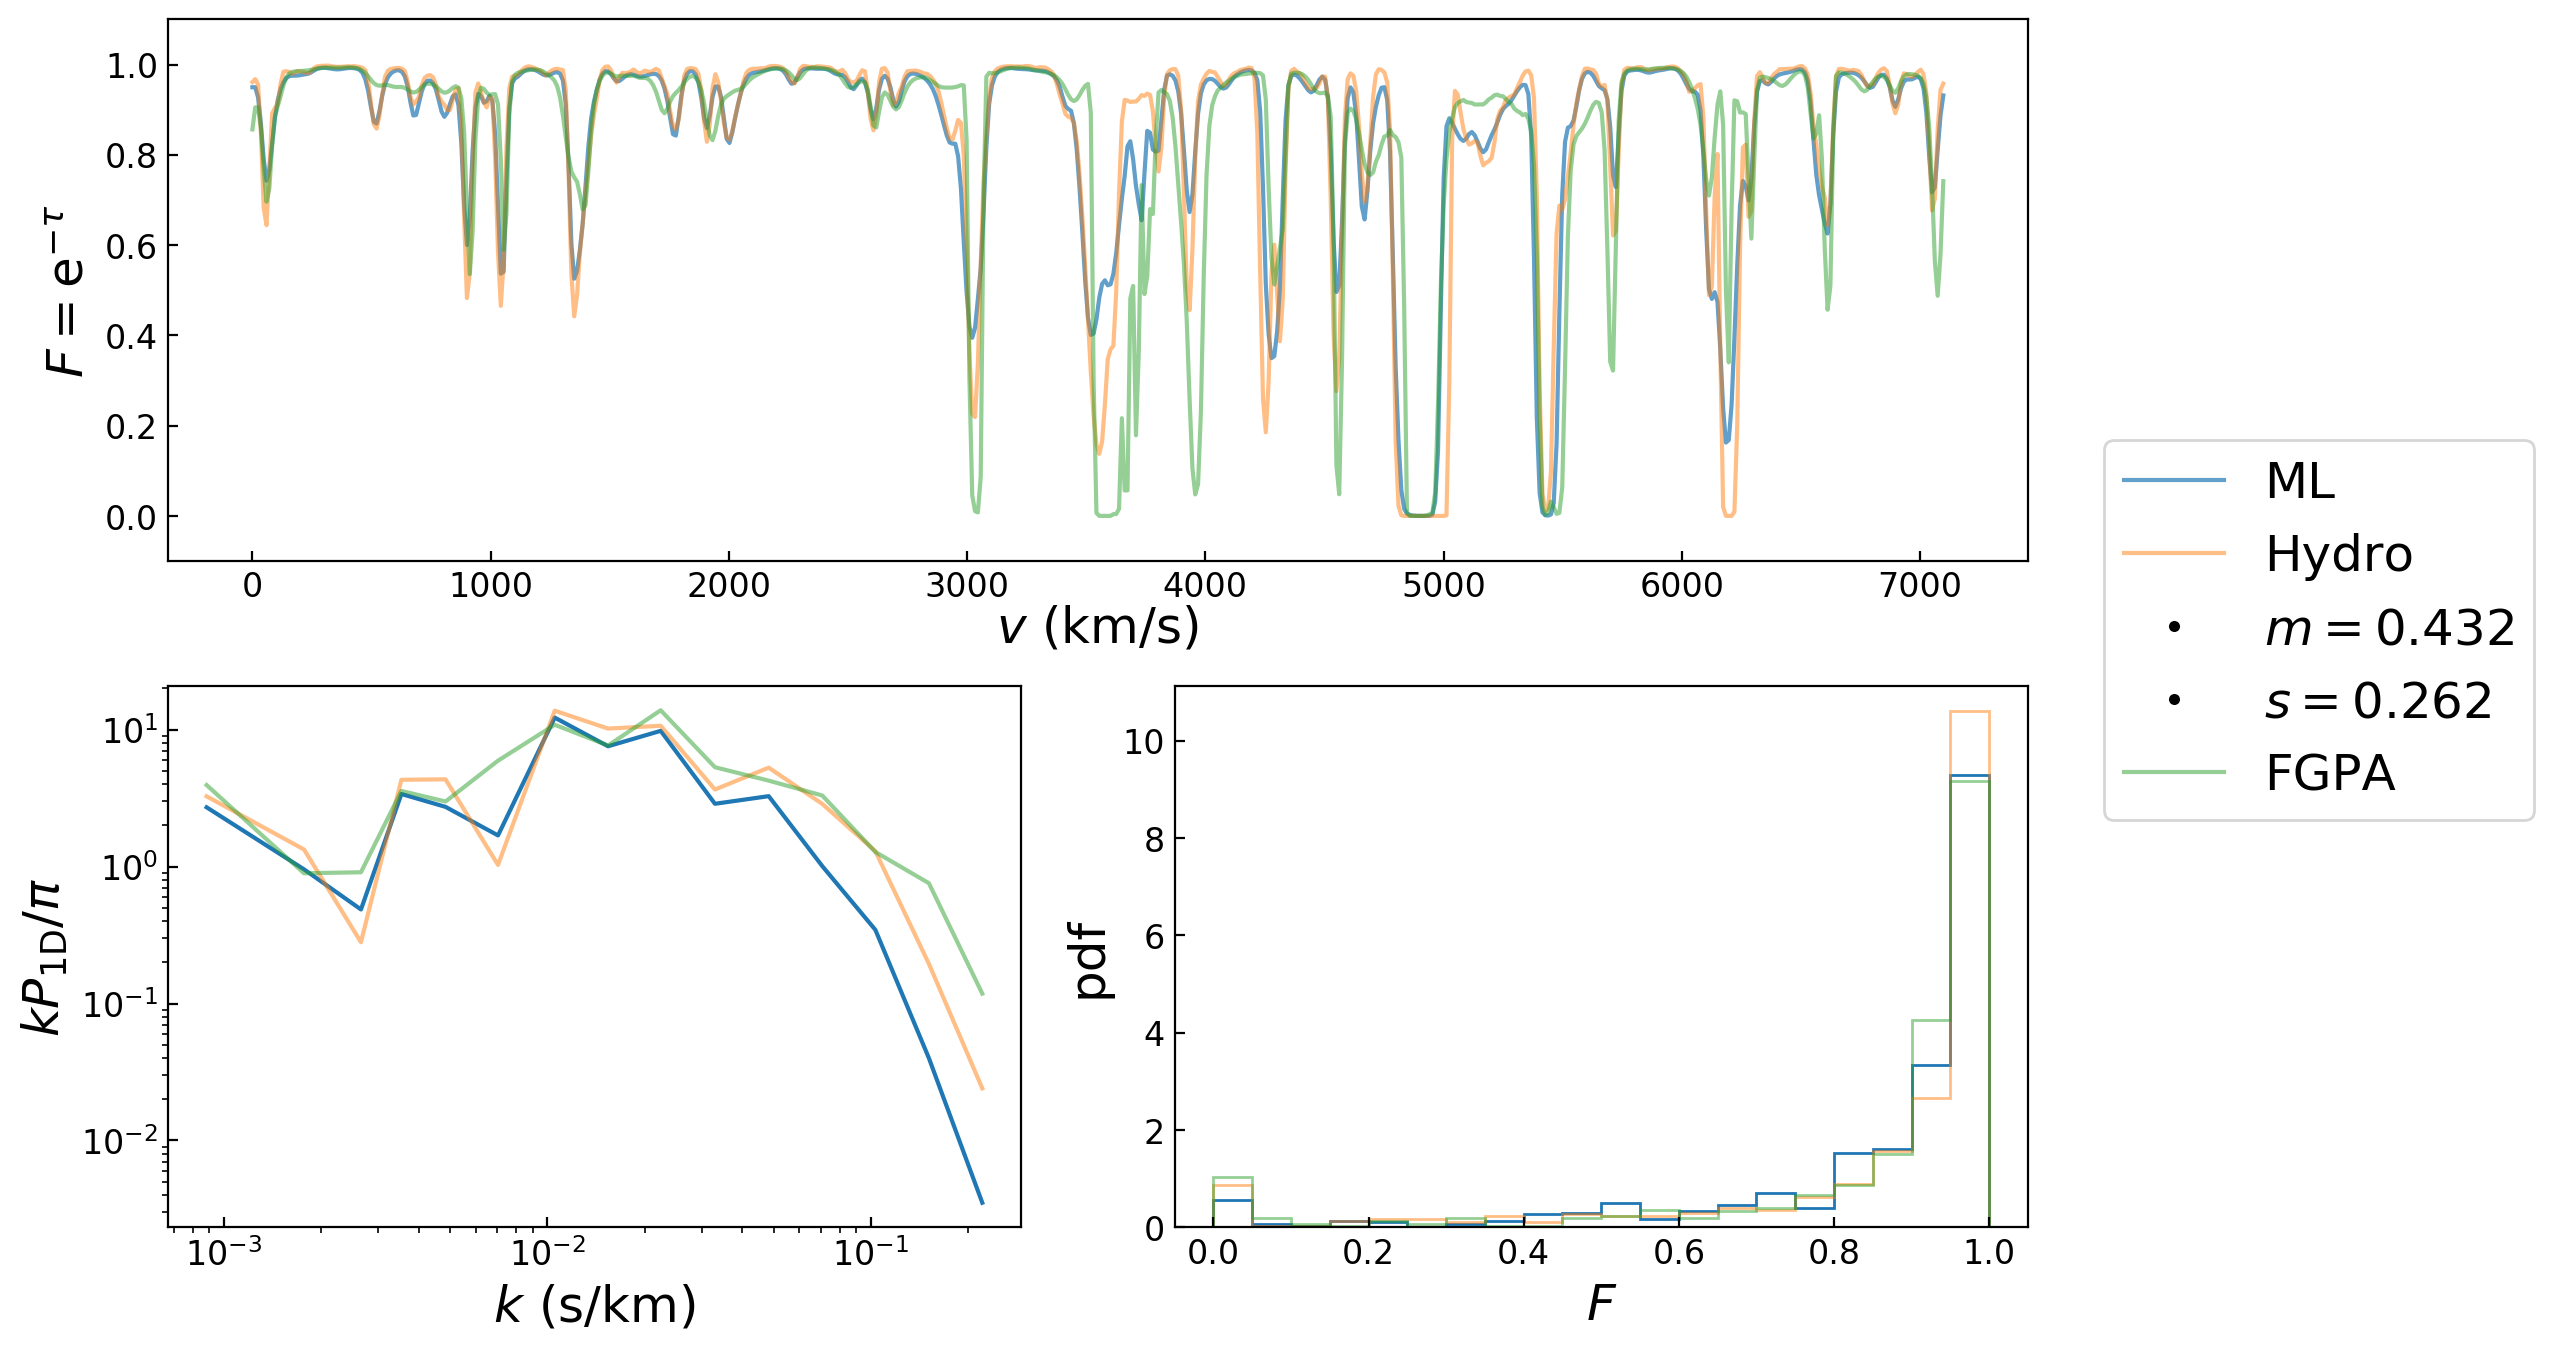 1.0
0.8
0.6
0.4
0.2
0.0
F = e^{-τ}
0 1000 2000 3000 4000 5000 6000 7000
v (km/s)
ML
Hydro
m = 0.432
s = 0.262
FGPA
10^1
10^0
10^{-1}
10^{-2}
kP_{1D}/π
10^{-3} 10^{-2} 10^{-1}
k (s/km)
10
8
6
4
2
0
pdf
0.0 0.2 0.4 0.6 0.8 1.0
F